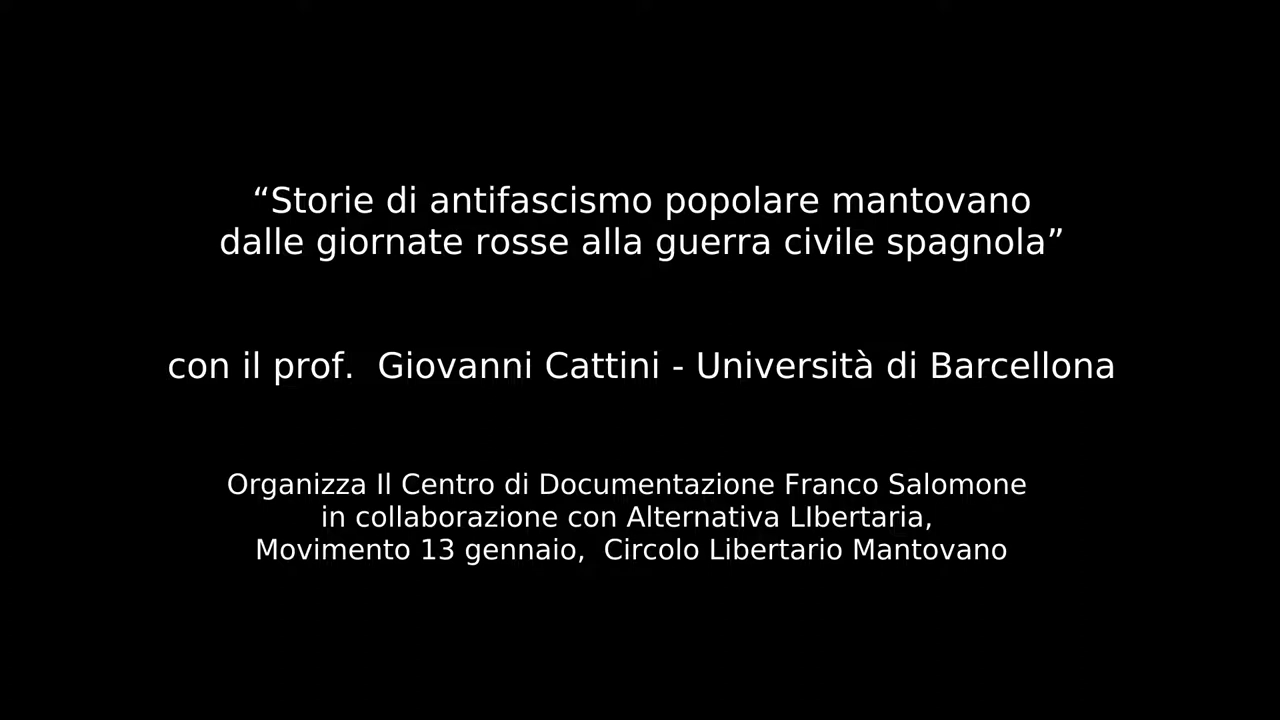 “Storie di antifascismo popolare mantovano
dalle giornate rosse alla guerra civile spagnola”
con il prof.  Giovanni Cattini - Università di Barcellona
Organizza Il Centro di Documentazione Franco Salomone
in collaborazione con Alternativa LIbertaria,
Movimento 13 gennaio,  Circolo Libertario Mantovano